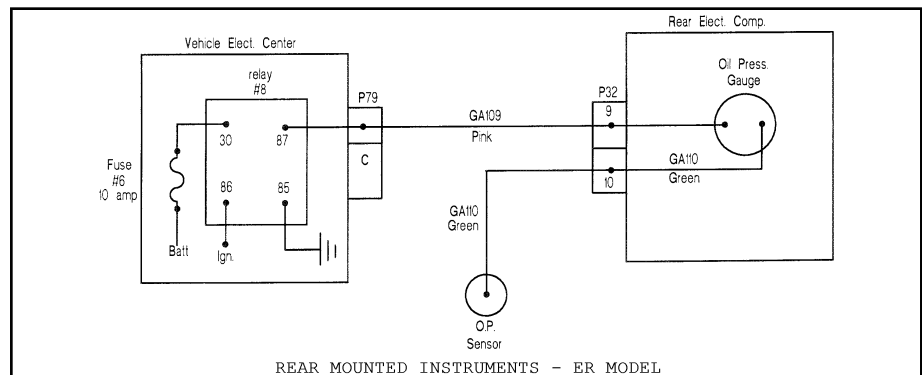 Rear Elect. Comp.
Vehicle Elect. Center
relay
#8
P79
Oil Press.
Gauge
P32
9
GA109
Pink
30
87
C
Fuse
#6
10 amp
86
85
GA110
Green
10
GA110
Green
Batt
Ign.
O.P.
Sensor
REAR MOUNTED INSTRUMENTS - ER MODEL